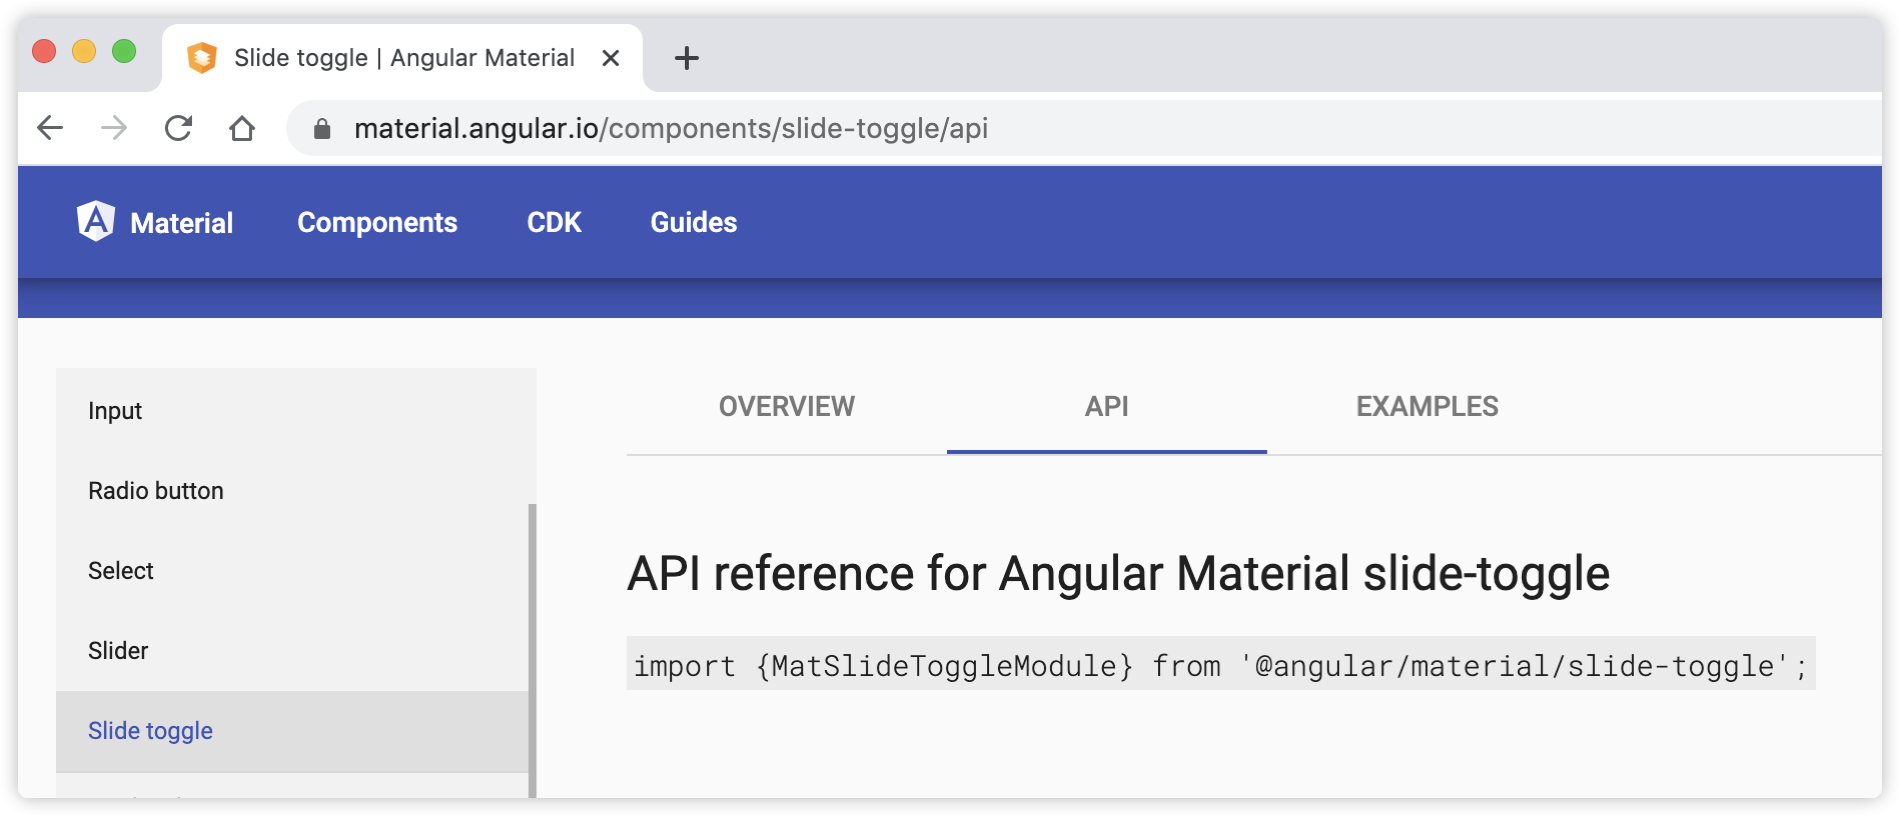 Slide toggle | Angular Material
material.angular.io/components/slide-toggle/api
Material Components CDK Guides
Input
Radio button
Select
Slider
Slide toggle
OVERVIEW API EXAMPLES
API reference for Angular Material slide-toggle
import {MatSlideToggleModule} from '@angular/material/slide-toggle';